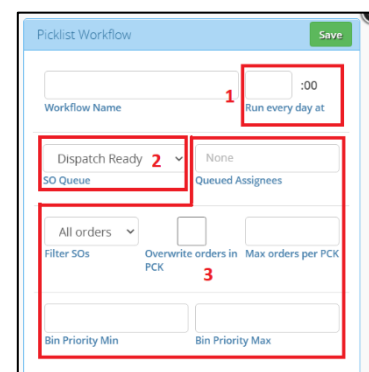 Picklist Workflow Save
1 :00
Workflow Name Run every day at
Dispatch Ready 2 None
SO Queue Queued Assignees
All orders
Filter SOs Overwrite orders in Max orders per PCK
PCK
3
Bin Priority Min Bin Priority Max